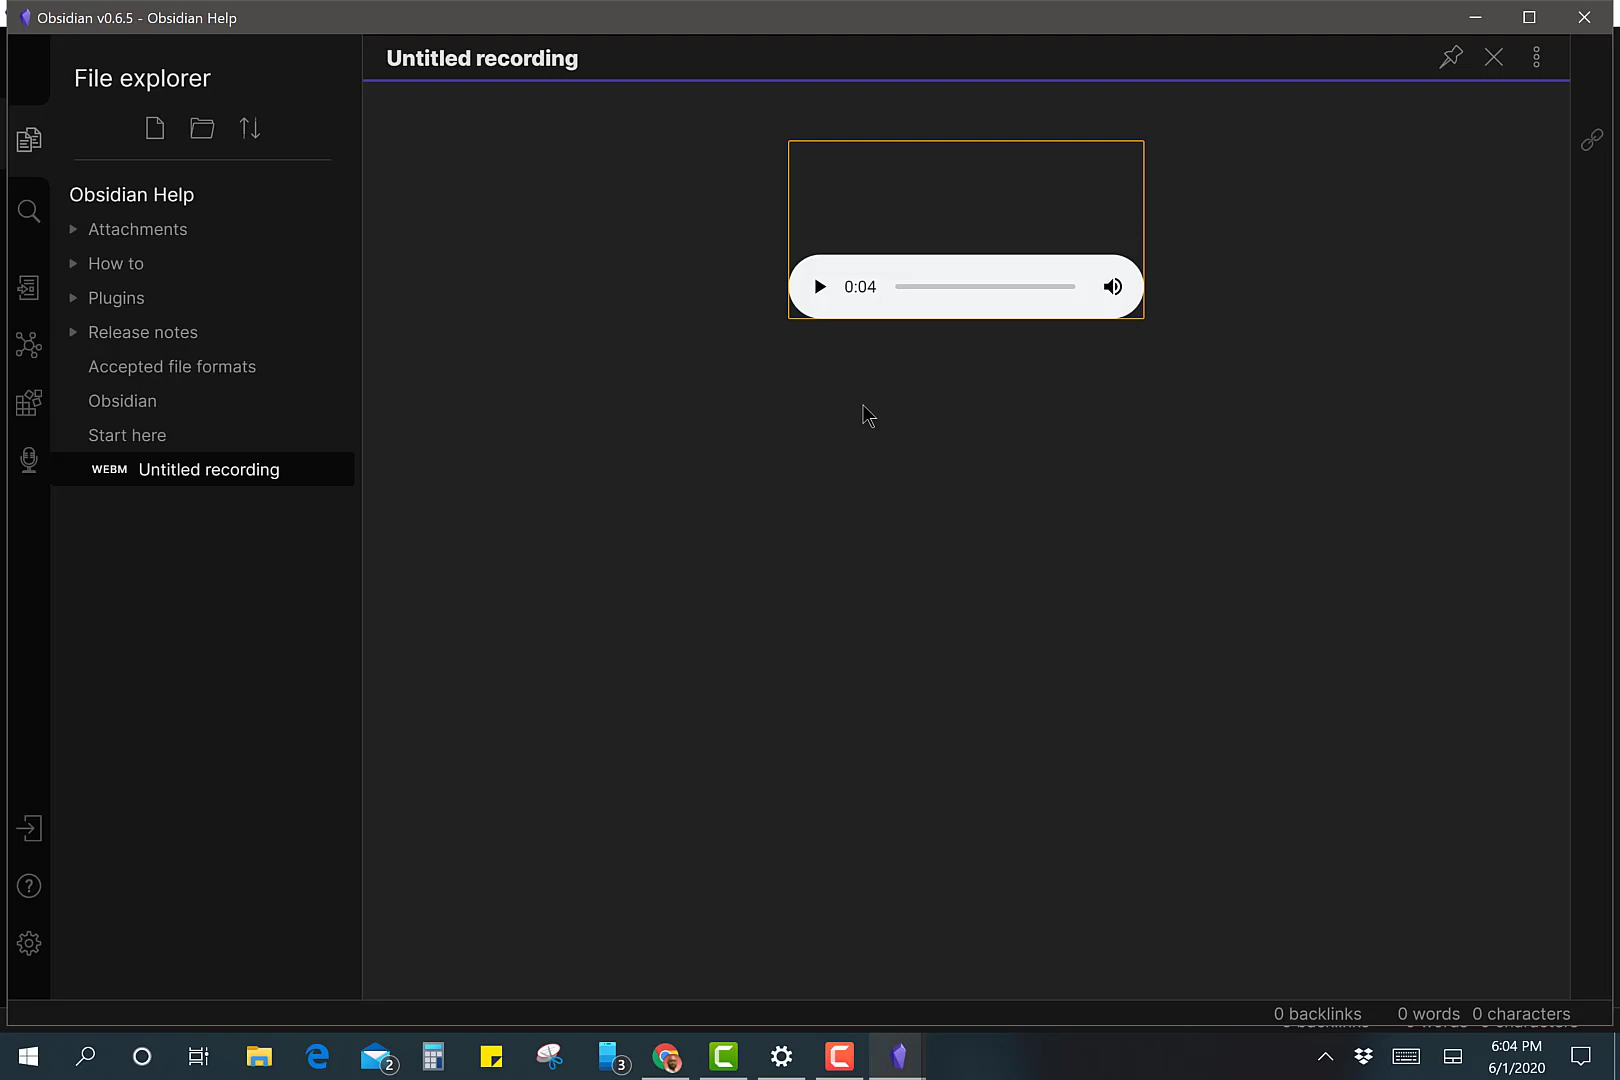 Obsidian v0.6.5 - Obsidian Help
File explorer
Obsidian Help
Attachments
How to
Plugins
Release notes
Accepted file formats
Obsidian
Start here
WEBM Untitled recording
Untitled recording
0:04
0 backlinks 0 words 0 characters
2
3
6:04 PM
6/1/2020